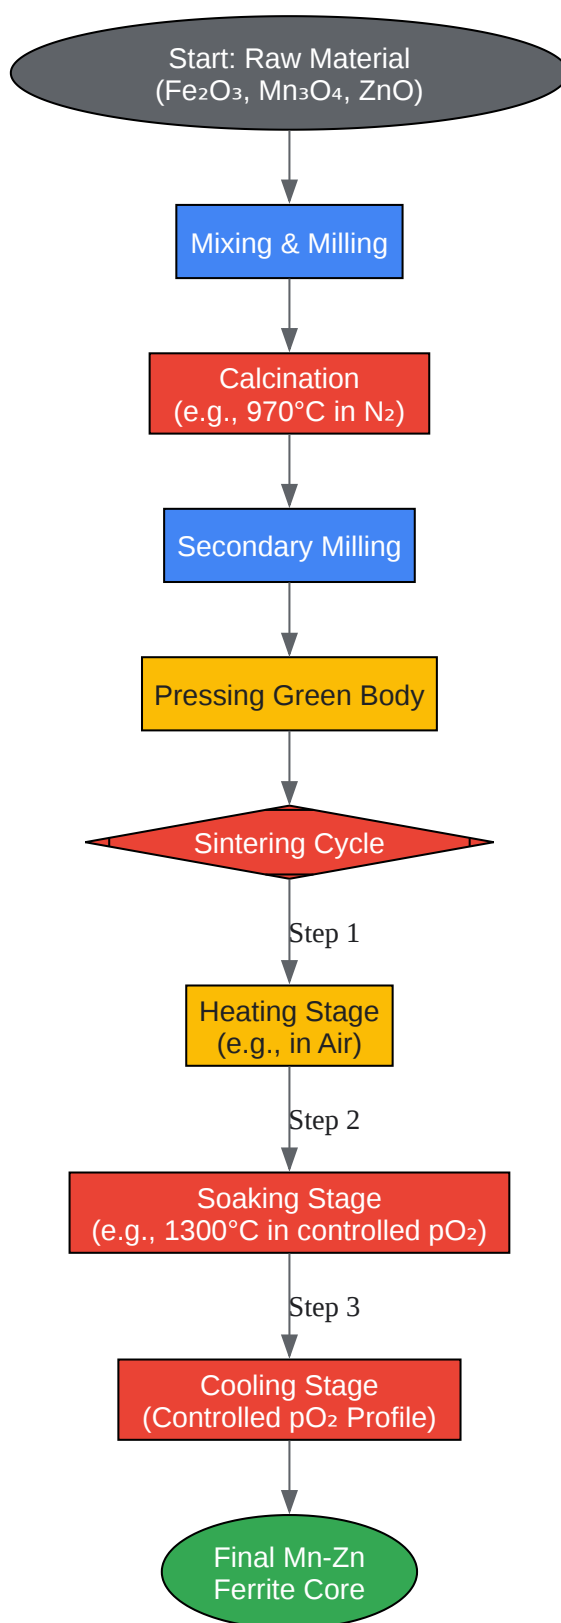 Start: Raw Material
(Fe₂O₃, Mn₃O₄, ZnO)
Mixing & Milling
Calcination
(e.g., 970°C in N₂)
Secondary Milling
Pressing Green Body
Sintering Cycle
Step 1
Heating Stage
(e.g., in Air)
Step 2
Soaking Stage
(e.g., 1300°C in controlled pO₂)
Step 3
Cooling Stage
(Controlled pO₂ Profile)
Final Mn-Zn
Ferrite Core